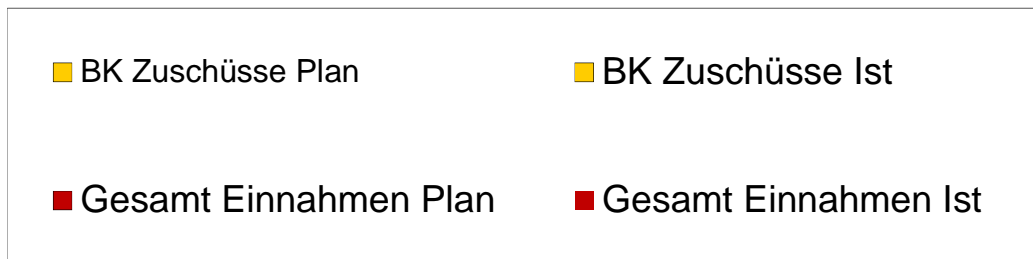 BK Zuschüsse Plan BK Zuschüsse Ist
Gesamt Einnahmen Plan Gesamt Einnahmen Ist